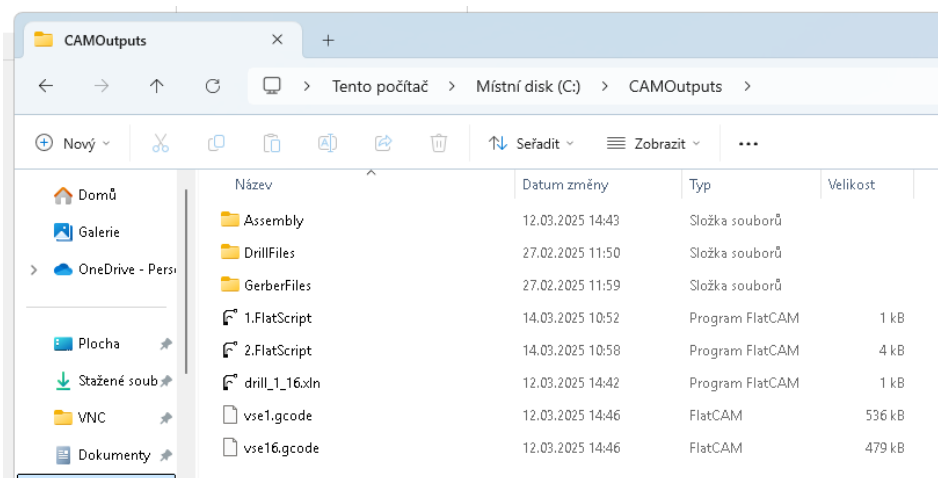 CAMOutputs
Tento počítač > Místní disk (C:) > CAMOutputs >
Nový Seřadit Zobrazit
Název Datum změny Typ Velikost
Domů
Galerie
OneDrive - Pers
Plocha
Stažené soub
VNC
Dokumenty
Assembly 12.03.2025 14:43 Složka souborů
DrillFiles 27.02.2025 11:50 Složka souborů
GerberFiles 27.02.2025 11:59 Složka souborů
1.FlatScript 14.03.2025 10:52 Program FlatCAM 1 kB
2.FlatScript 14.03.2025 10:58 Program FlatCAM 4 kB
drill_1_16.xln 12.03.2025 14:42 Program FlatCAM 1 kB
vse1.gcode 12.03.2025 14:46 FlatCAM 536 kB
vse16.gcode 12.03.2025 14:46 FlatCAM 479 kB